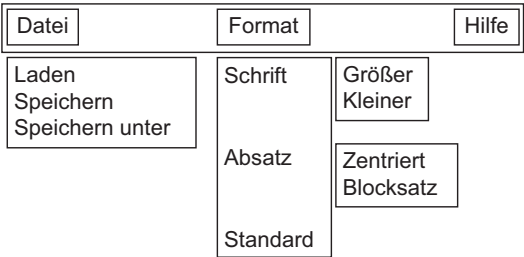 Datei Format Hilfe
Laden
Speichern
Speichern unter
Schrift
Größer
Kleiner
Absatz
Zentriert
Blocksatz
Standard